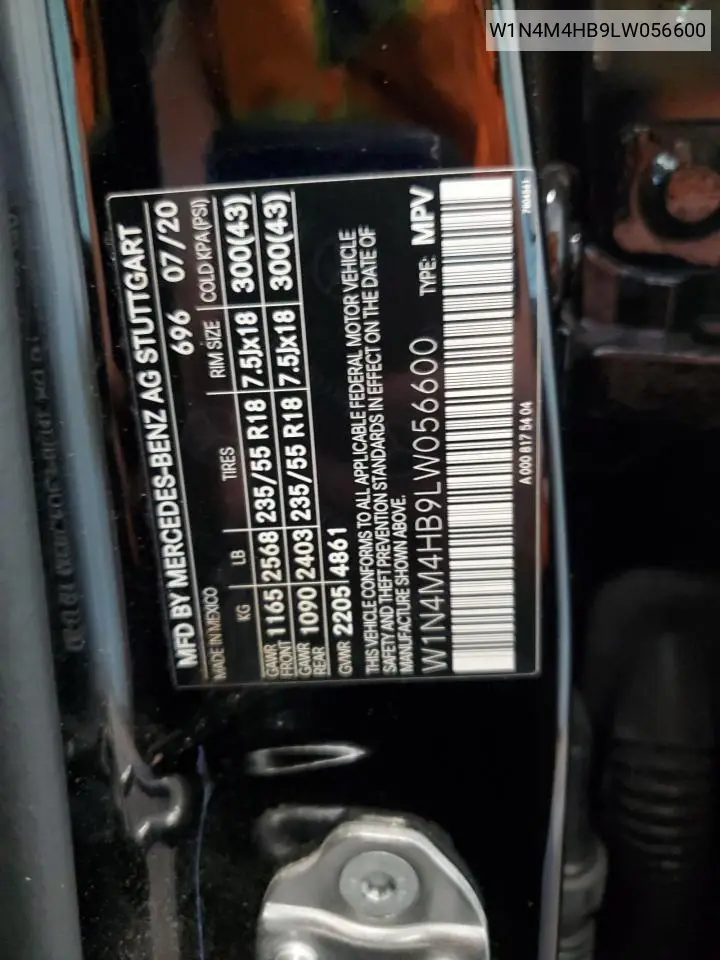 W1N4M4HB9LW056600
MFD BY MERCEDES-BENZ AG STUTTGART
MADE IN MEXICO 696 07/20
KG LB TIRES RIM SIZE COLD KPA(PSI)
GAWR FRONT 1165 2568 235/55 R18 7.5Jx18 300(43)
GAWR REAR 1090 2403 235/55 R18 7.5Jx18 300(43)
GVWR 2205 4861
THIS VEHICLE CONFORMS TO ALL APPLICABLE FEDERAL MOTOR VEHICLE
SAFETY AND THEFT PREVENTION STANDARDS IN EFFECT ON THE DATE OF
MANUFACTURE SHOWN ABOVE.
W1N4M4HB9LW056600 TYPE: MPV
A 000 817 54 04